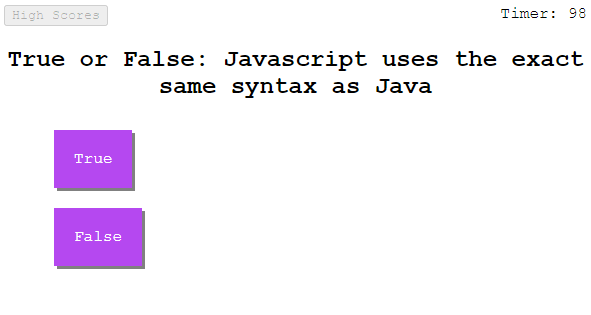 High Scores
Timer: 98
True or False: Javascript uses the exact
same syntax as Java
True
False